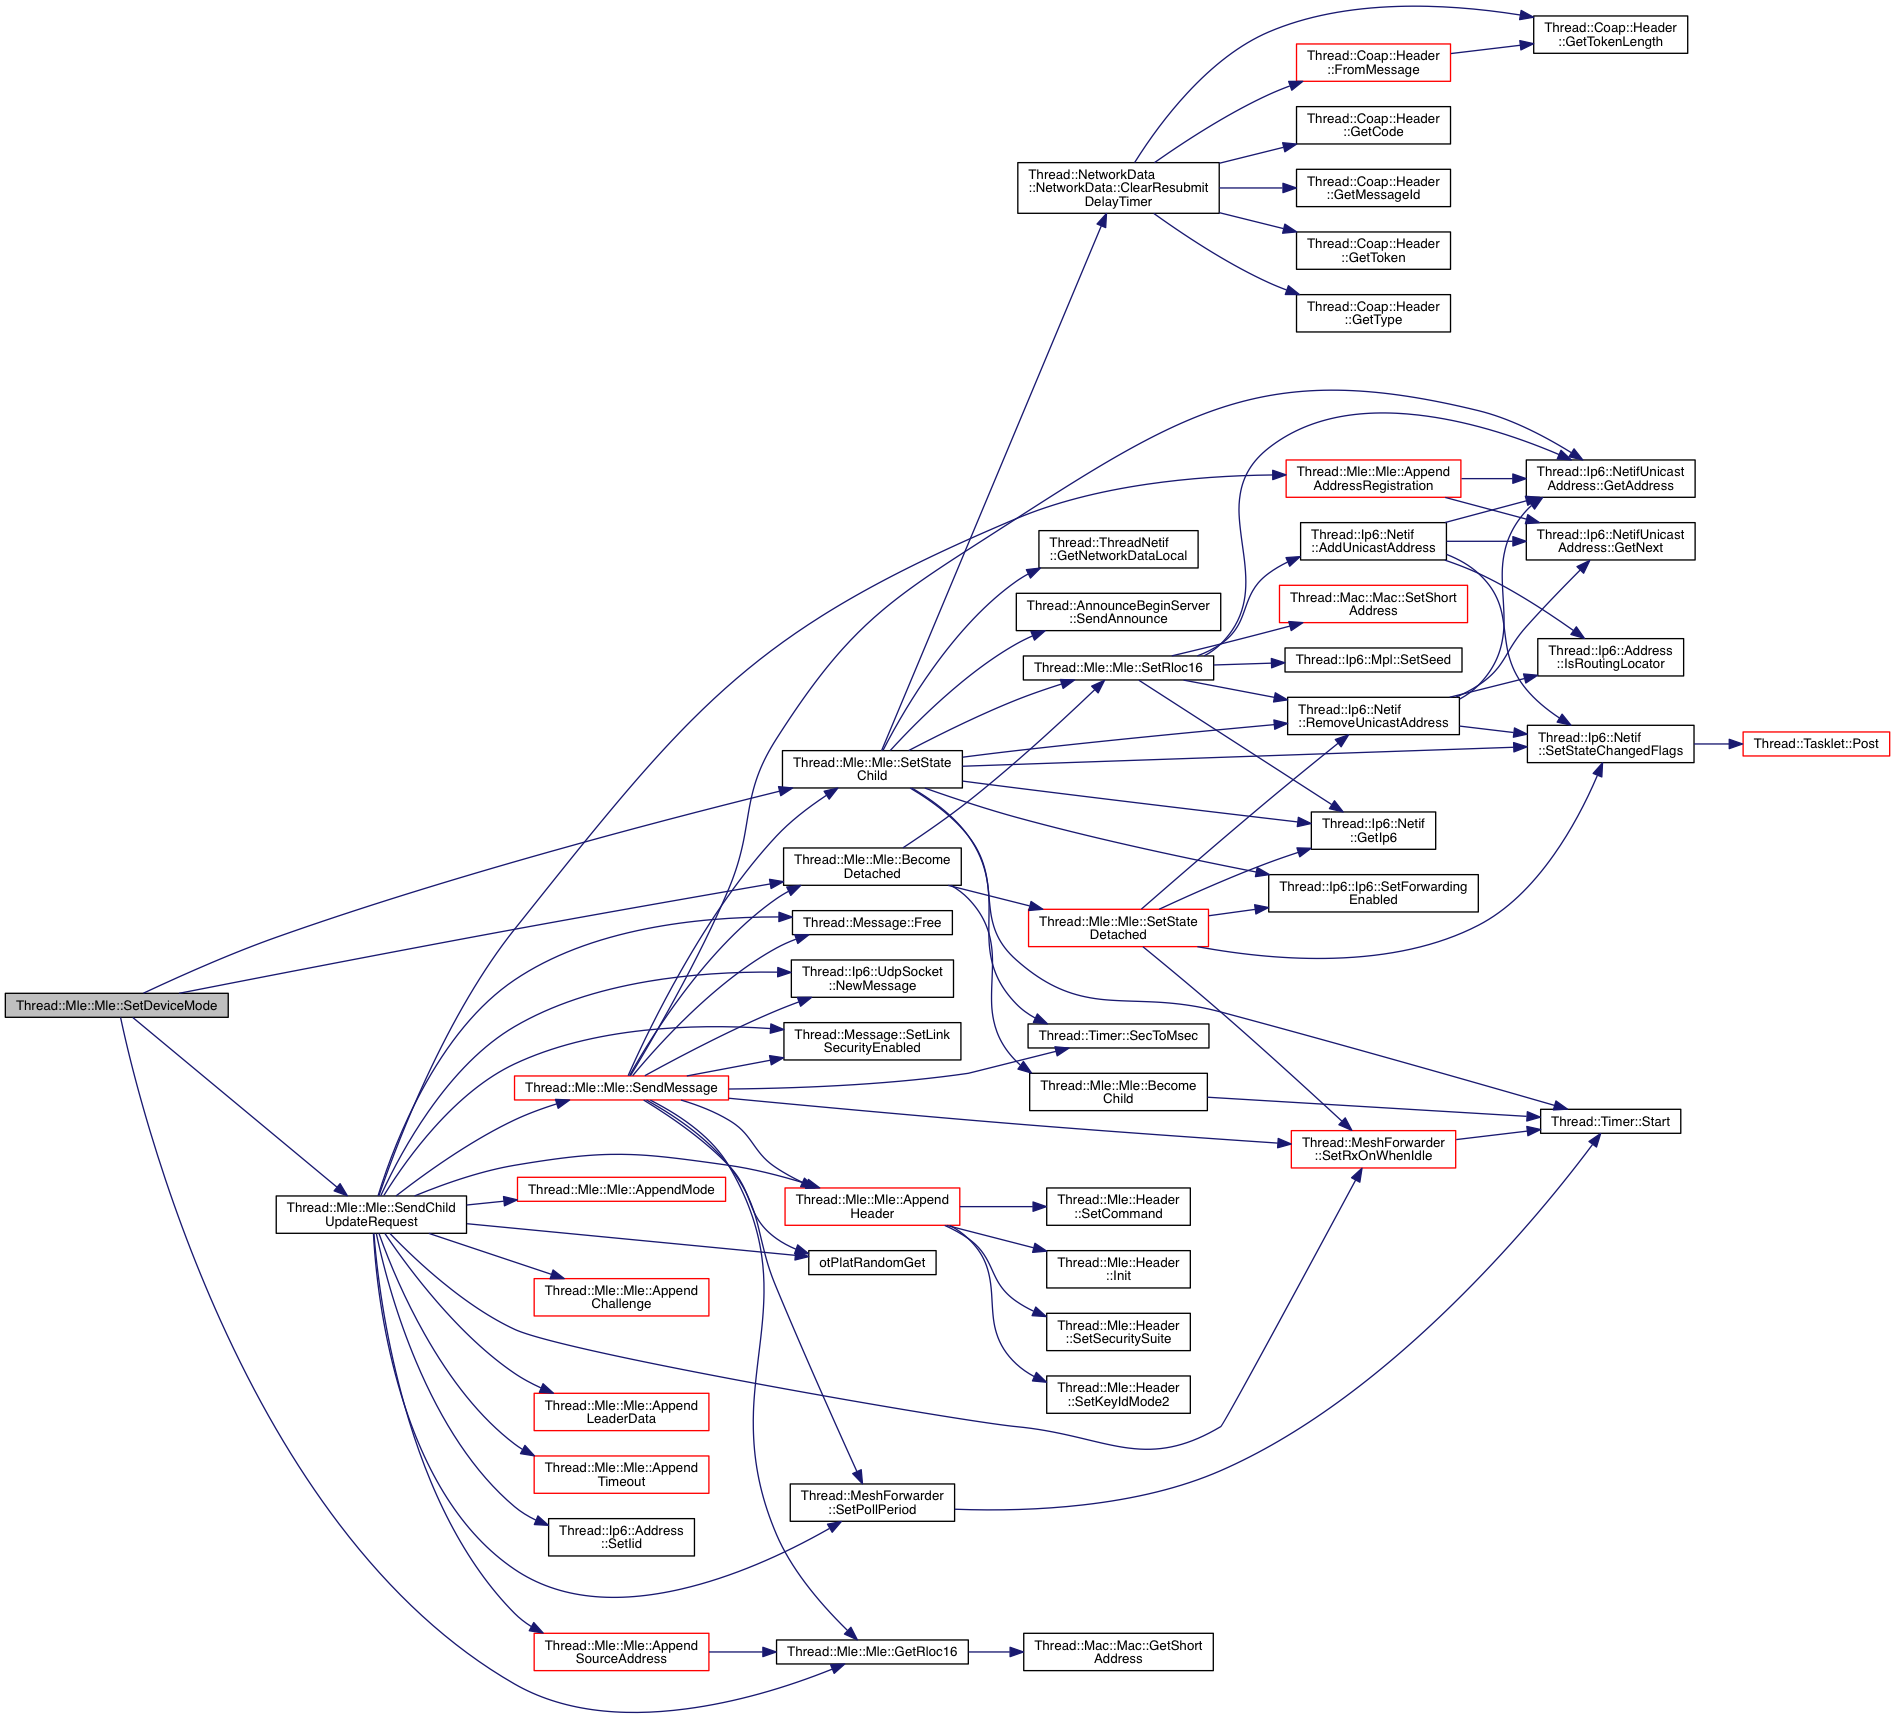 Thread::Mle::Mle::SetDeviceMode
Thread::Mle::Mle::SendChild
UpdateRequest
Thread::Mle::Mle::SendMessage
Thread::Mle::Mle::AppendMode
Thread::Mle::Mle::Append
Challenge
Thread::Mle::Mle::Append
LeaderData
Thread::Mle::Mle::Append
Timeout
Thread::Ip6::Address
::SetIid
Thread::Mle::Mle::Append
SourceAddress
Thread::Mle::Mle::SetState
Child
Thread::Mle::Mle::Become
Detached
Thread::Message::Free
Thread::Ip6::UdpSocket
::NewMessage
Thread::Message::SetLink
SecurityEnabled
Thread::Mle::Mle::Append
Header
otPlatRandomGet
Thread::MeshForwarder
::SetPollPeriod
Thread::Mle::Mle::GetRloc16
Thread::NetworkData
::NetworkData::ClearResubmit
DelayTimer
Thread::ThreadNetif
::GetNetworkDataLocal
Thread::AnnounceBeginServer
::SendAnnounce
Thread::Mle::Mle::SetRloc16
Thread::Mle::Mle::SetState
Detached
Thread::Timer::SecToMsec
Thread::Mle::Mle::Become
Child
Thread::Mle::Header
::SetCommand
Thread::Mle::Header
::Init
Thread::Mle::Header
::SetSecuritySuite
Thread::Mle::Header
::SetKeyIdMode2
Thread::Mac::Mac::GetShort
Address
Thread::Coap::Header
::FromMessage
Thread::Coap::Header
::GetCode
Thread::Coap::Header
::GetMessageId
Thread::Coap::Header
::GetToken
Thread::Coap::Header
::GetType
Thread::Mle::Mle::Append
AddressRegistration
Thread::Ip6::Netif
::AddUnicastAddress
Thread::Mac::Mac::SetShort
Address
Thread::Ip6::Mpl::SetSeed
Thread::Ip6::Netif
::RemoveUnicastAddress
Thread::Ip6::Netif
::GetIp6
Thread::Ip6::Ip6::SetForwarding
Enabled
Thread::MeshForwarder
::SetRxOnWhenIdle
Thread::Coap::Header
::GetTokenLength
Thread::Ip6::NetifUnicast
Address::GetAddress
Thread::Ip6::NetifUnicast
Address::GetNext
Thread::Ip6::Address
::IsRoutingLocator
Thread::Ip6::Netif
::SetStateChangedFlags
Thread::Timer::Start
Thread::Tasklet::Post